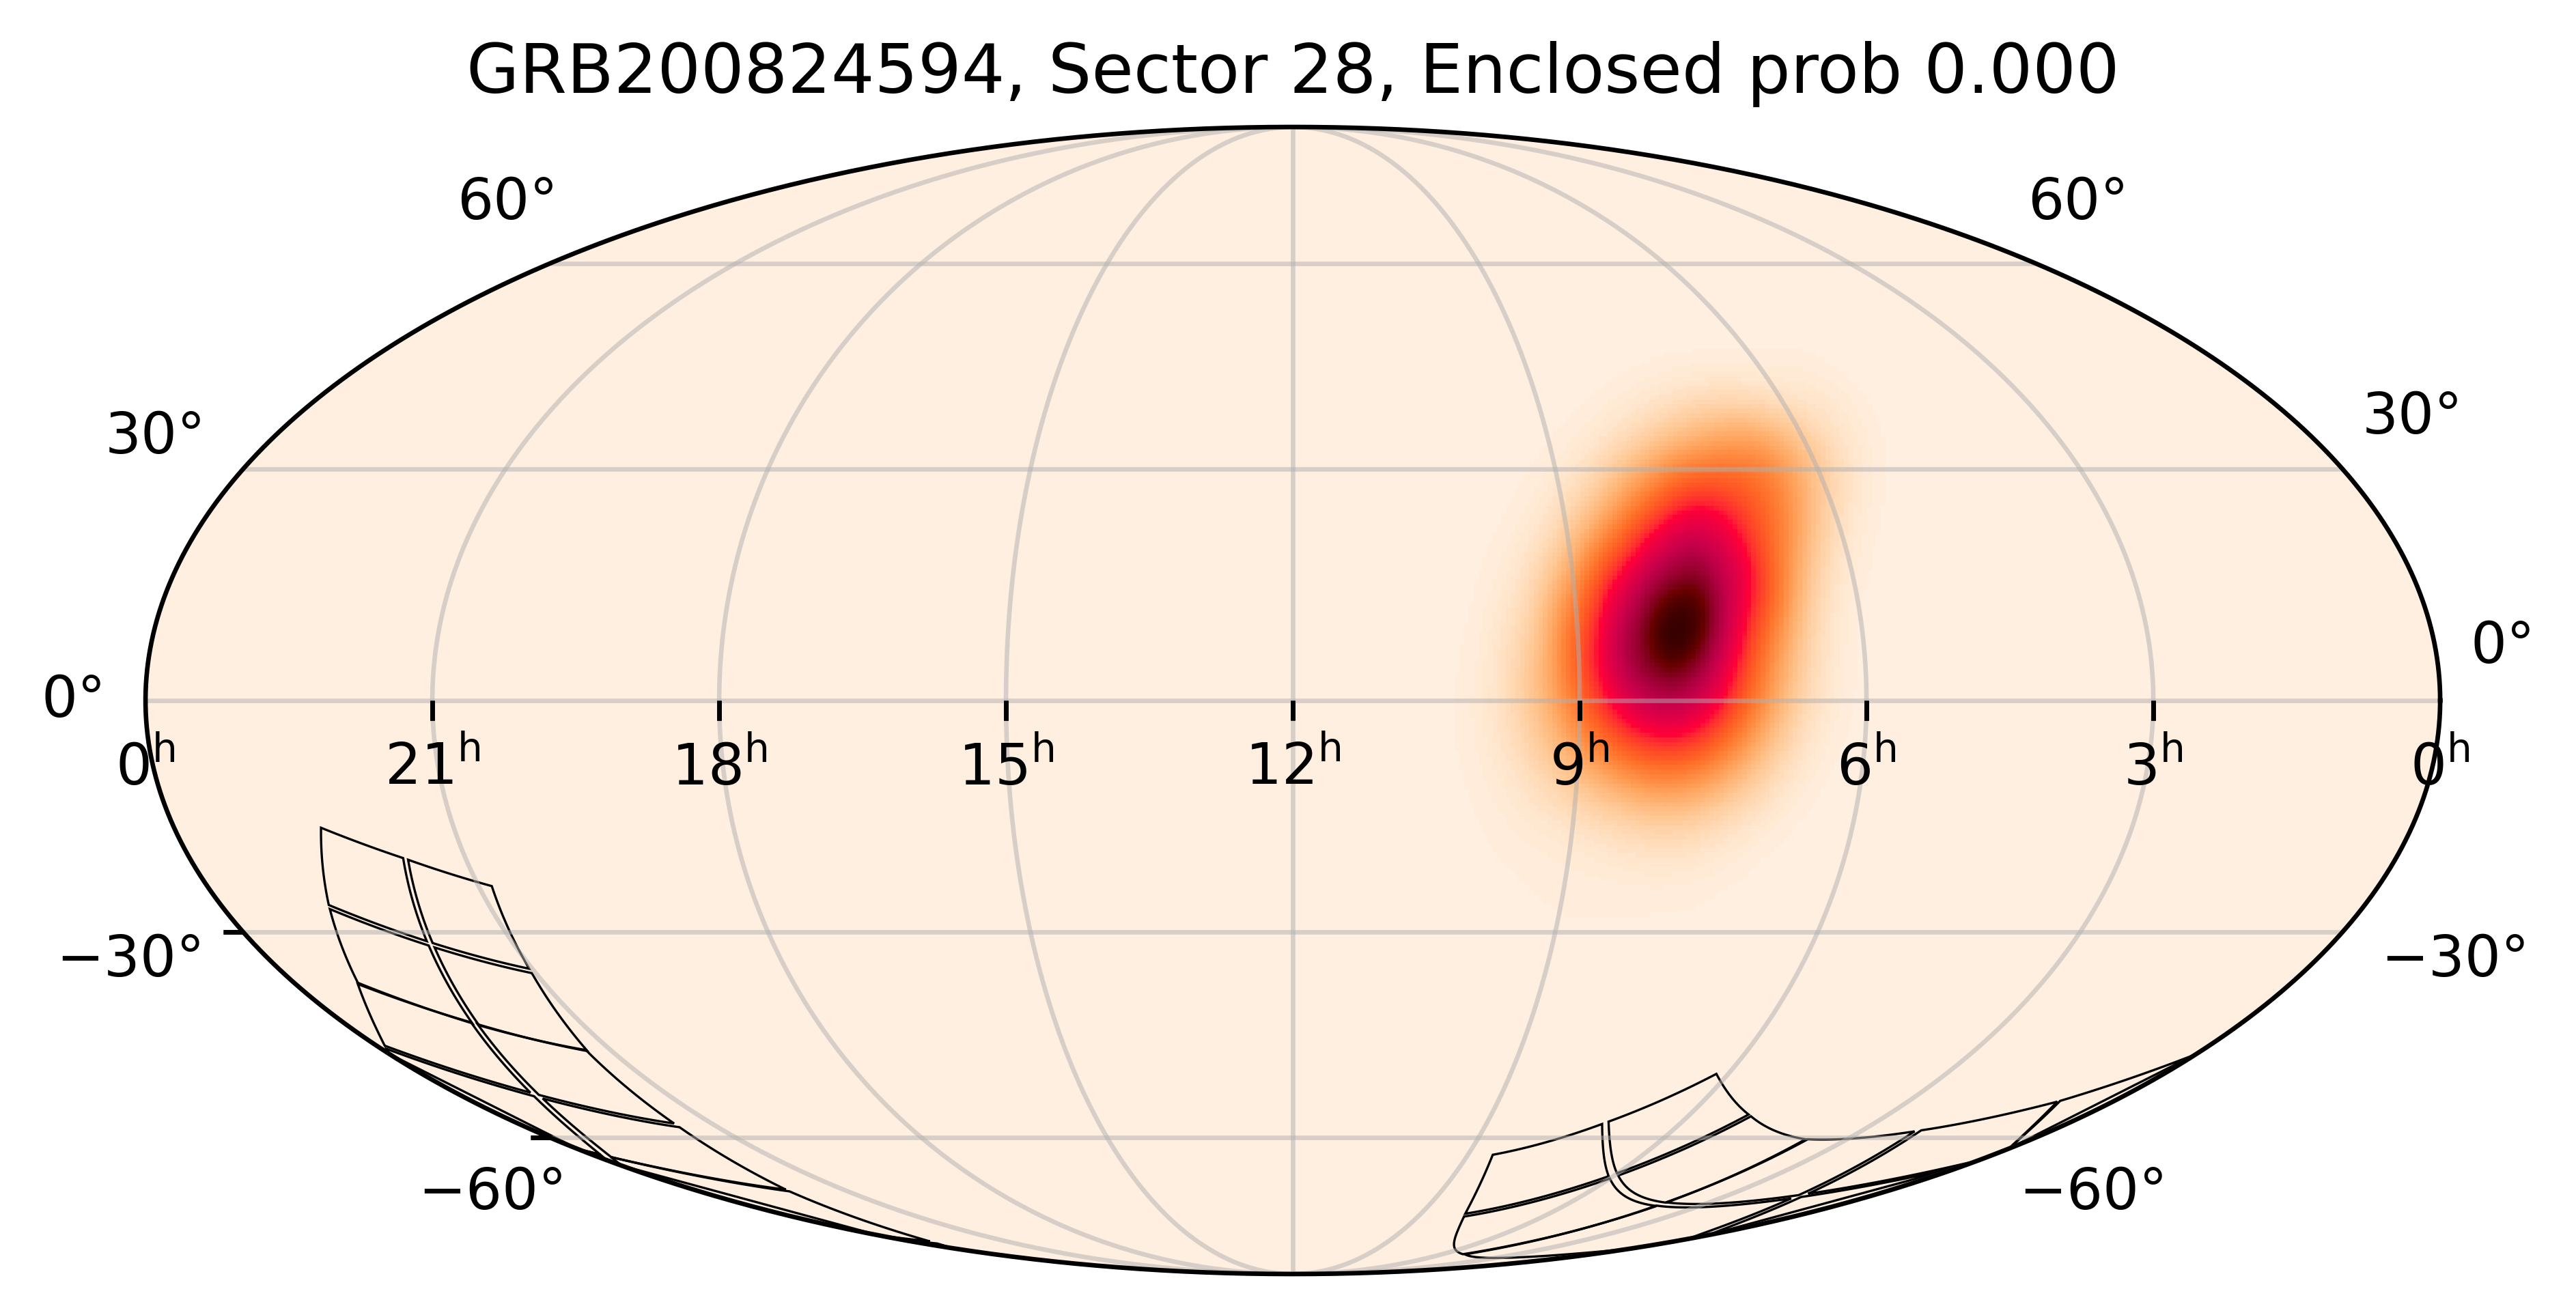 GRB200824594, Sector 28, Enclosed prob 0.000
60° 60°
30° 30°
0° 0°
0h 21h 18h 15h 12h 9h 6h 3h 0h
−30° −30°
−60° −60°